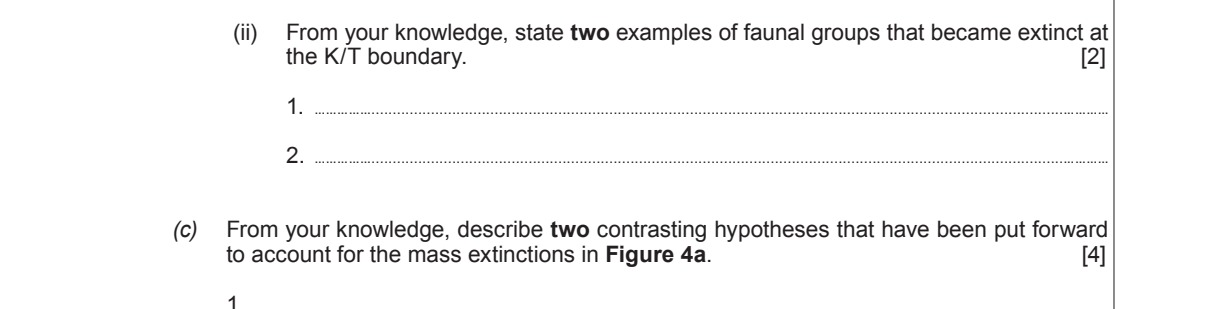 (ii) From your knowledge, state two examples of faunal groups that became extinct at
the K/T boundary. [2]
1. ................................................................
2. ................................................................
(c) From your knowledge, describe two contrasting hypotheses that have been put forward
to account for the mass extinctions in Figure 4a. [4]
1